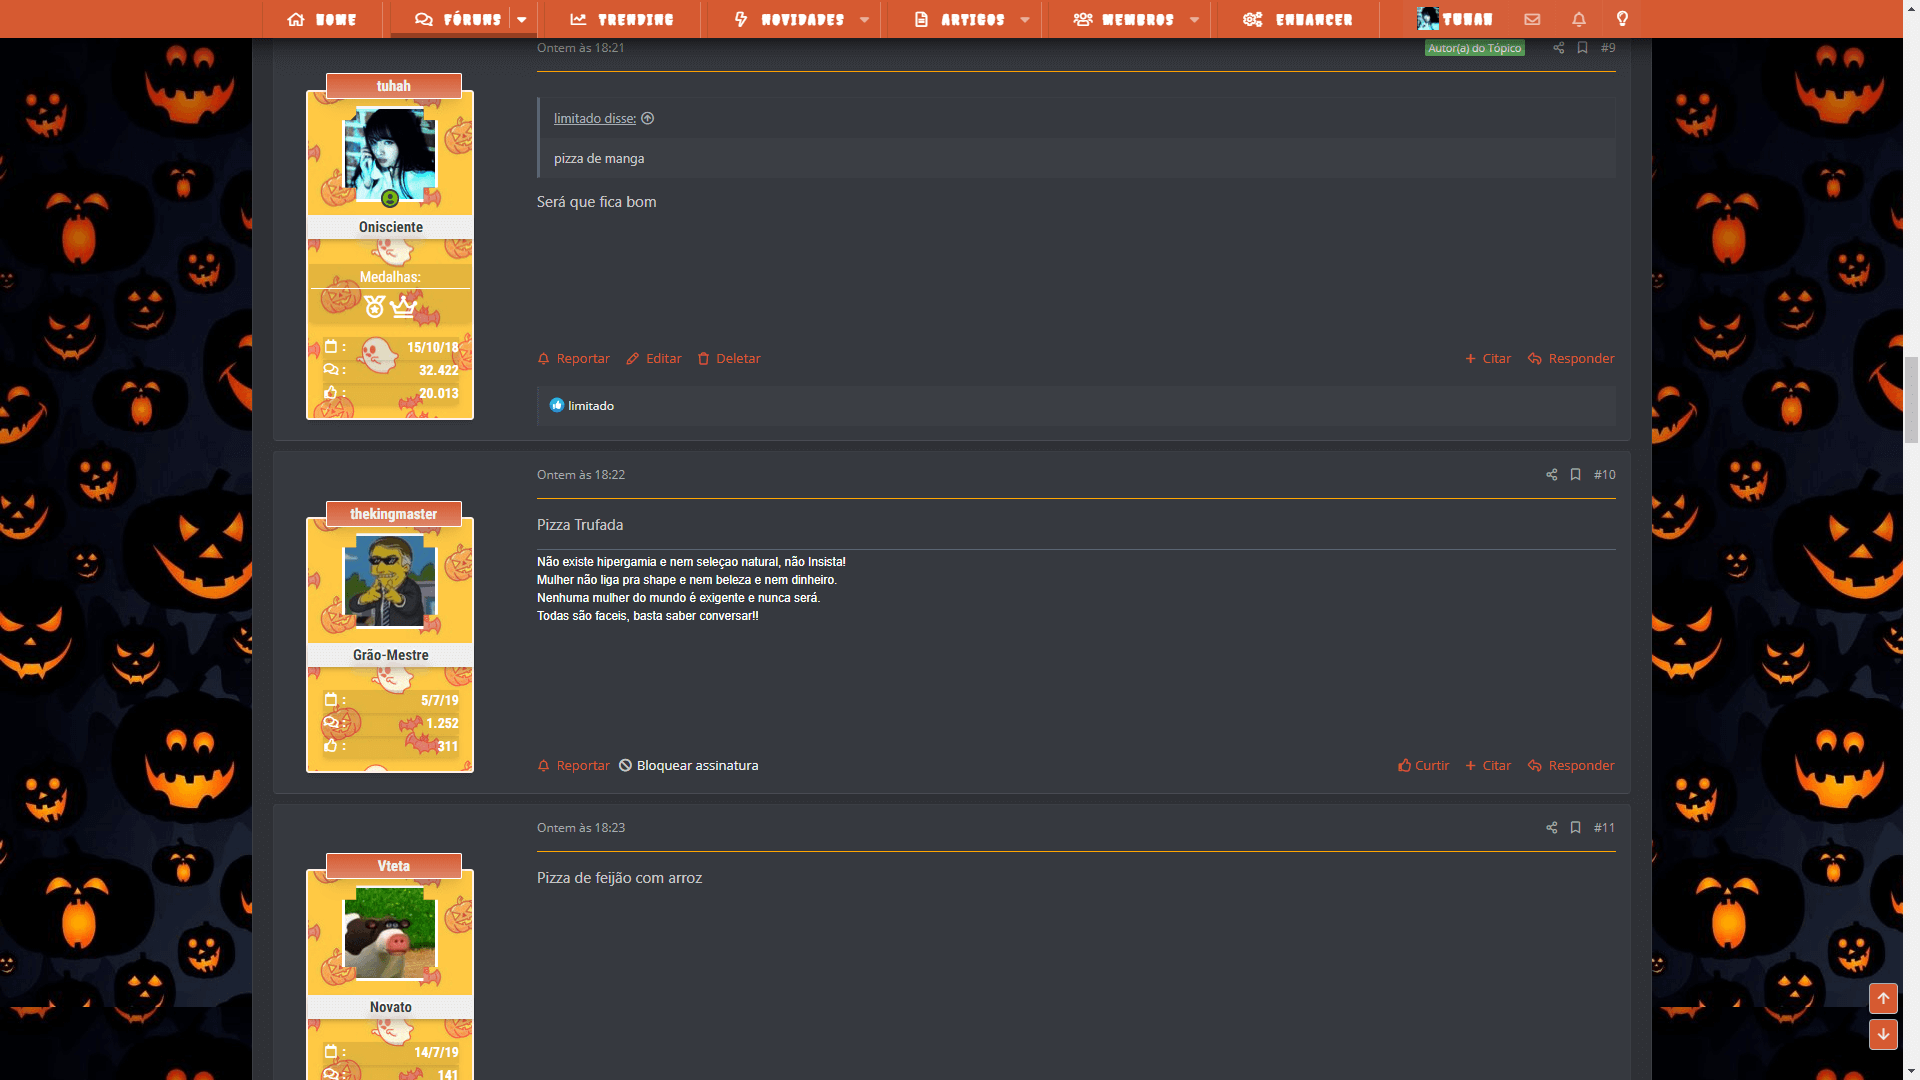 HOME
FÓRUNS
TRENDING
NOVIDADES
ARTIGOS
MEMBROS
ENHANCER
TUHAH
Ontem às 18:21
Autor(a) do Tópico
#9
tuhah
Onisciente
Medalhas:
: 15/10/18
: 32.422
: 20.013
limitado disse:
pizza de manga
Será que fica bom
Reportar
Editar
Deletar
+ Citar
Responder
limitado
Ontem às 18:22
#10
thekingmaster
Grão-Mestre
: 5/7/19
: 1.252
: 311
Pizza Trufada
Não existe hipergamia e nem seleçao natural, não Insista!
Mulher não liga pra shape e nem beleza e nem dinheiro.
Nenhuma mulher do mundo é exigente e nunca será.
Todas são faceis, basta saber conversar!!
Reportar
Bloquear assinatura
Curtir
+ Citar
Responder
Ontem às 18:23
#11
Vteta
Novato
: 14/7/19
: 141
Pizza de feijão com arroz